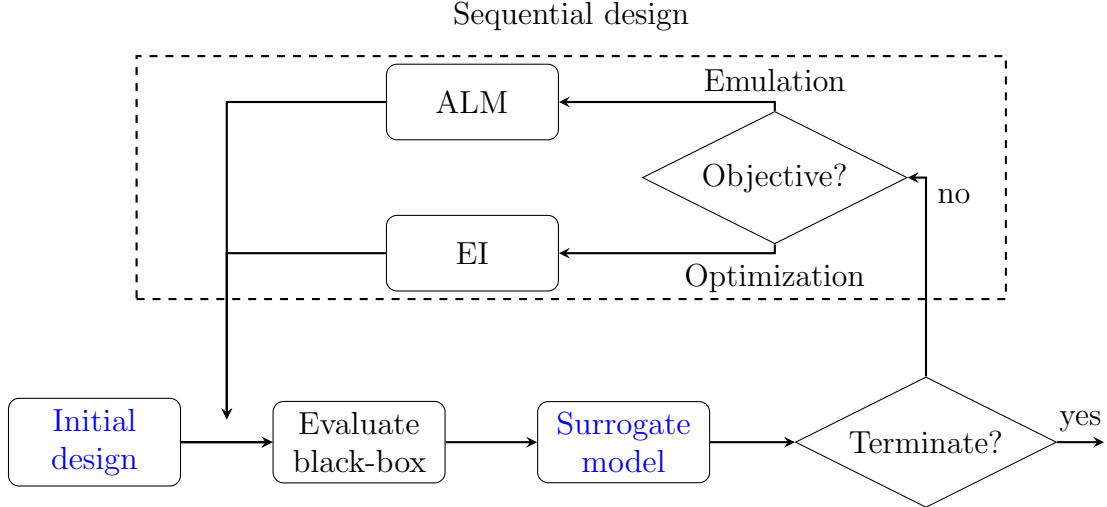 Sequential design
Emulation
ALM
Objective?
no
EI
Optimization
Initial
design
Evaluate
black-box
Surrogate
model
Terminate?
yes